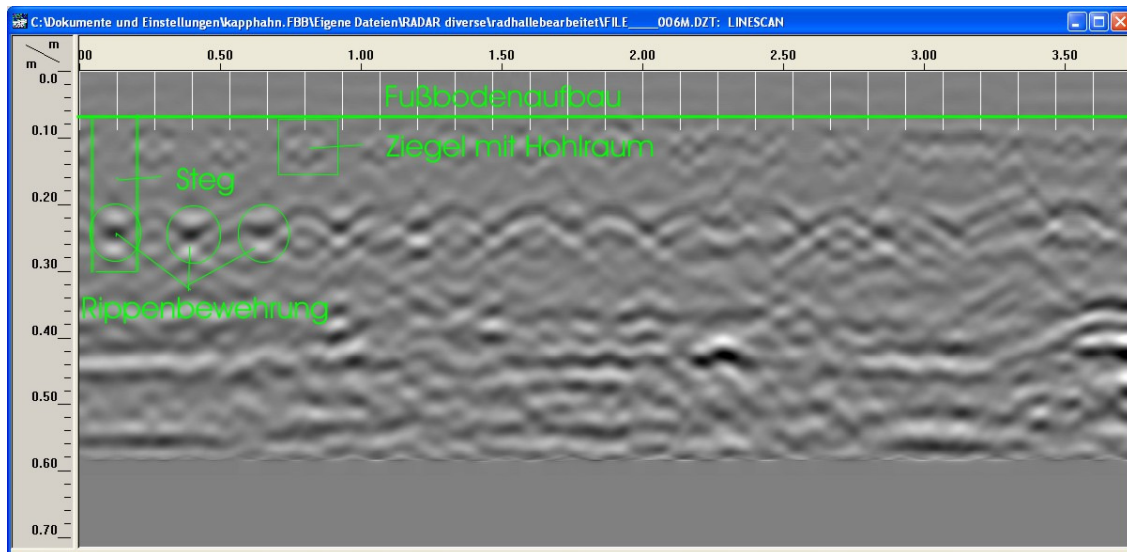 C:\Dokumente und Einstellungen\kapphahn.FBB\Eigene Dateien\RADAR diverse\radhallebearbeitet\FILE____006M.DZT: LINESCAN
m
m
00 0.50 1.00 1.50 2.00 2.50 3.00 3.50
0.0
Fußbodenaufbau
0.10
Ziegel mit Hohlraum
Steg
0.20
0.30
Rippenbewehrung
0.40
0.50
0.60
0.70